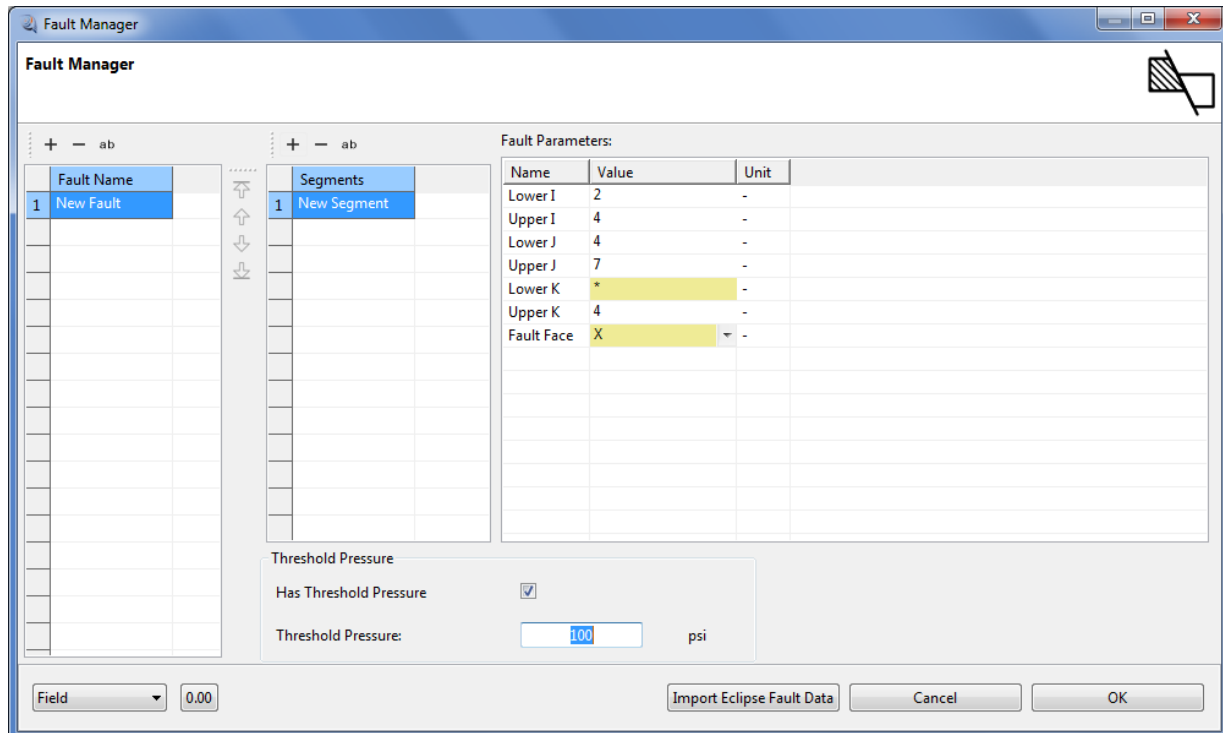 Fault Manager
Fault Manager
+ − ab
Fault Name
1 New Fault
+ − ab
Segments
1 New Segment
Fault Parameters:
Name Value Unit
Lower I 2 -
Upper I 4 -
Lower J 4 -
Upper J 7 -
Lower K * -
Upper K 4 -
Fault Face X -
Threshold Pressure
Has Threshold Pressure
Threshold Pressure: 100 psi
Field 0.00 Import Eclipse Fault Data Cancel OK